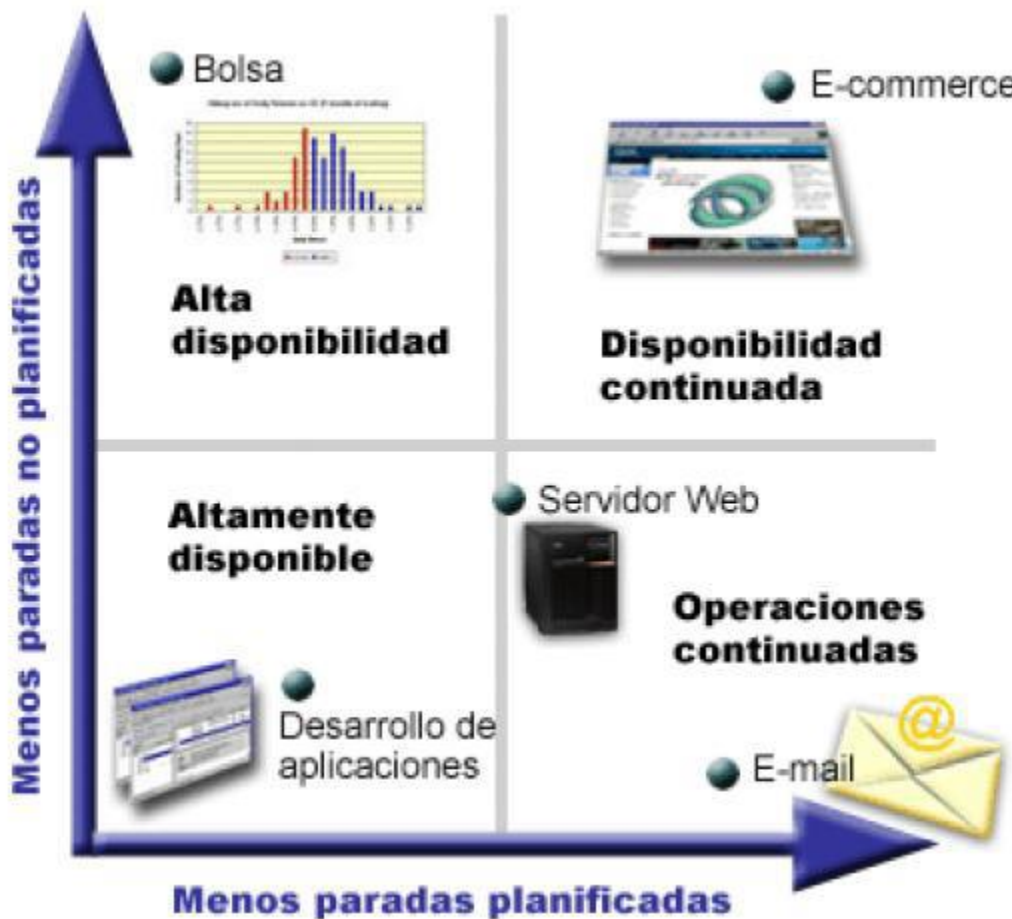 Bolsa
E-commerce
Alta
disponibilidad
Disponibilidad
continuada
Menos paradas no planificadas
Altamente
disponible
Servidor Web
Operaciones
continuadas
Desarrollo de
aplicaciones
E-mail
@
Menos paradas planificadas